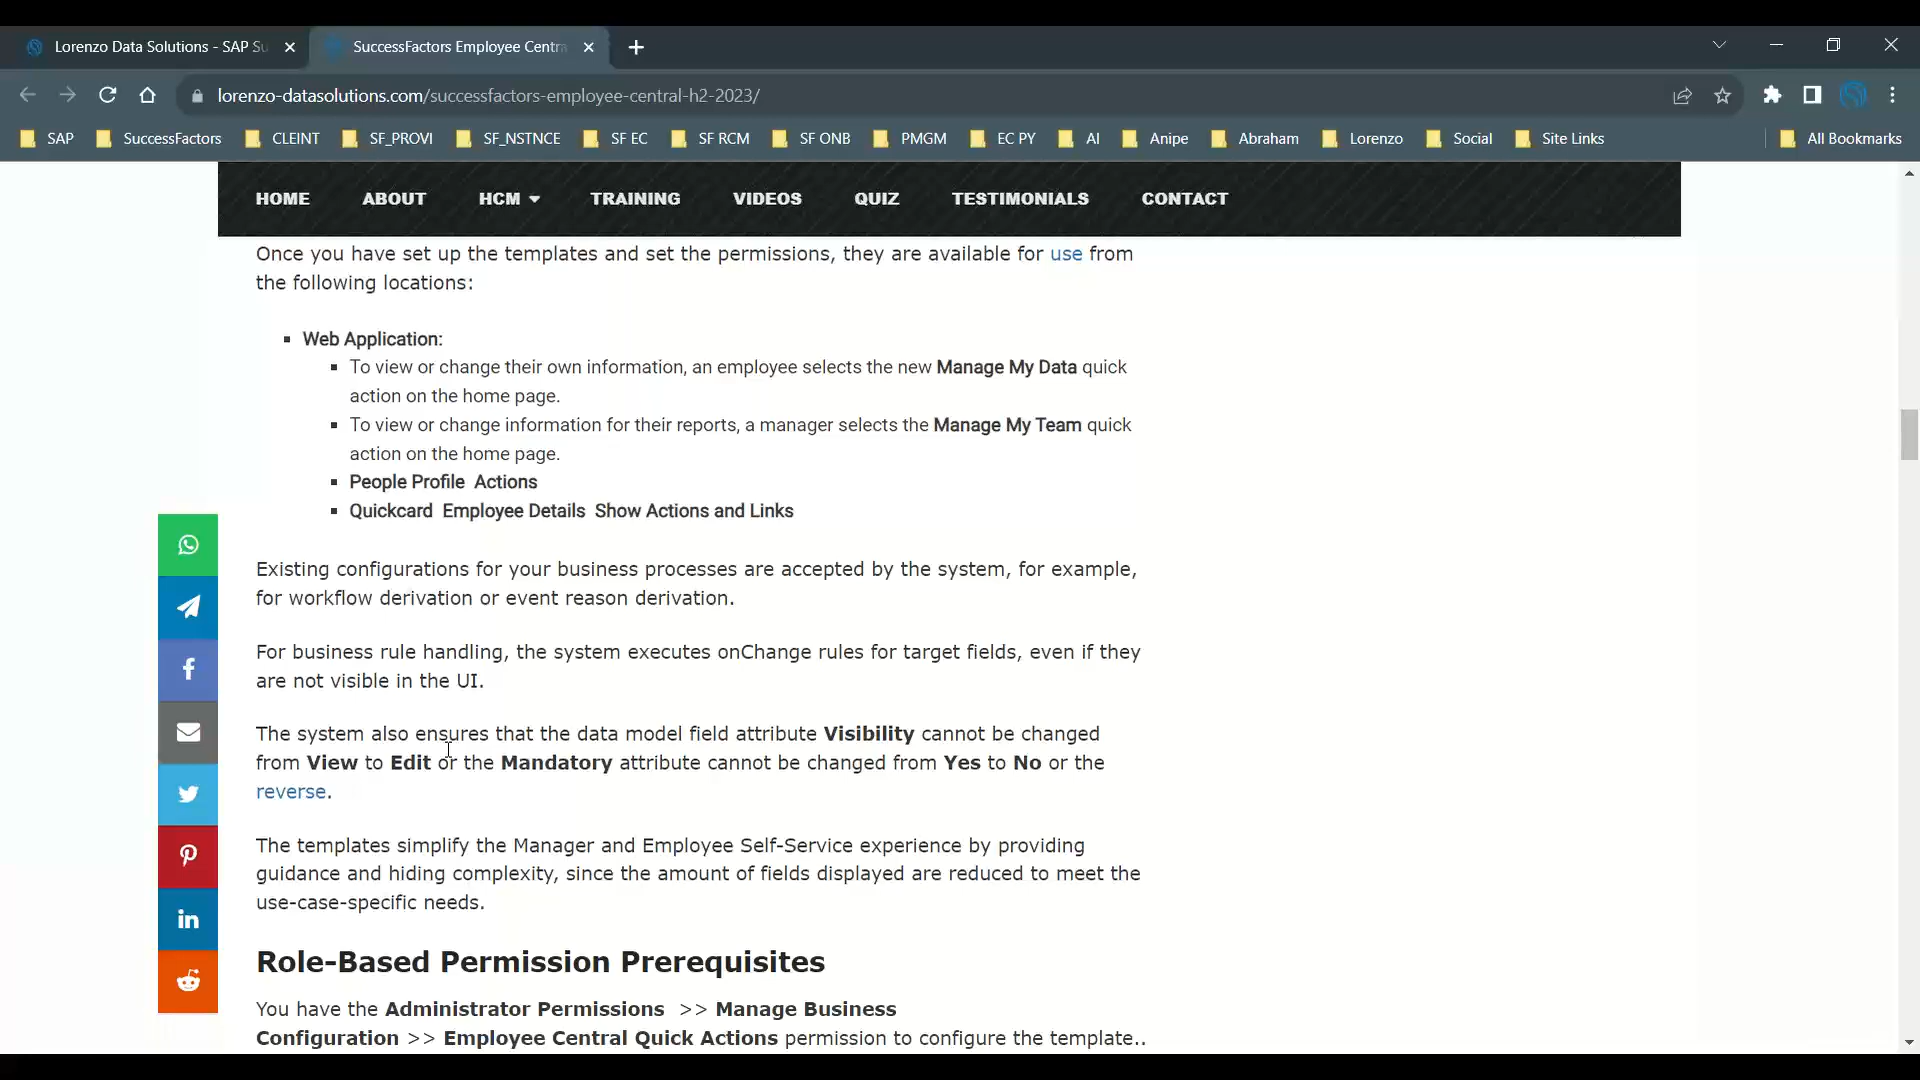 Lorenzo Data Solutions - SAP Su
SuccessFactors Employee Centra
lorenzo-datasolutions.com/successfactors-employee-central-h2-2023/
SAP SuccessFactors CLEINT SF_PROVI SF_NSTNCE SF EC SF RCM SF ONB PMGM EC PY AI Anipe Abraham Lorenzo Social Site Links All Bookmarks
HOME ABOUT HCM TRAINING VIDEOS QUIZ TESTIMONIALS CONTACT
Once you have set up the templates and set the permissions, they are available for use from
the following locations:
Web Application:
To view or change their own information, an employee selects the new Manage My Data quick
action on the home page.
To view or change information for their reports, a manager selects the Manage My Team quick
action on the home page.
People Profile Actions
Quickcard Employee Details Show Actions and Links
Existing configurations for your business processes are accepted by the system, for example,
for workflow derivation or event reason derivation.
For business rule handling, the system executes onChange rules for target fields, even if they
are not visible in the UI.
The system also ensures that the data model field attribute Visibility cannot be changed
from View to Edit or the Mandatory attribute cannot be changed from Yes to No or the
reverse.
The templates simplify the Manager and Employee Self-Service experience by providing
guidance and hiding complexity, since the amount of fields displayed are reduced to meet the
use-case-specific needs.
Role-Based Permission Prerequisites
You have the Administrator Permissions >> Manage Business
Configuration >> Employee Central Quick Actions permission to configure the template..